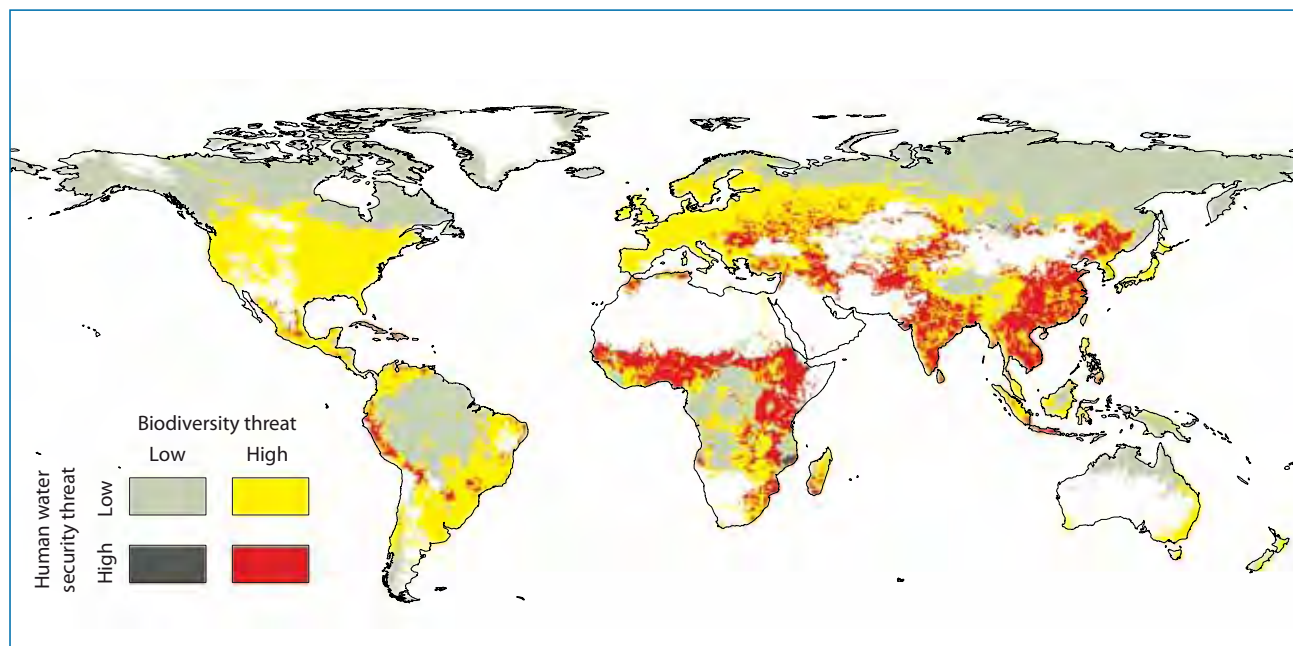 Biodiversity threat
Low High
Human water
security threat
Low
High